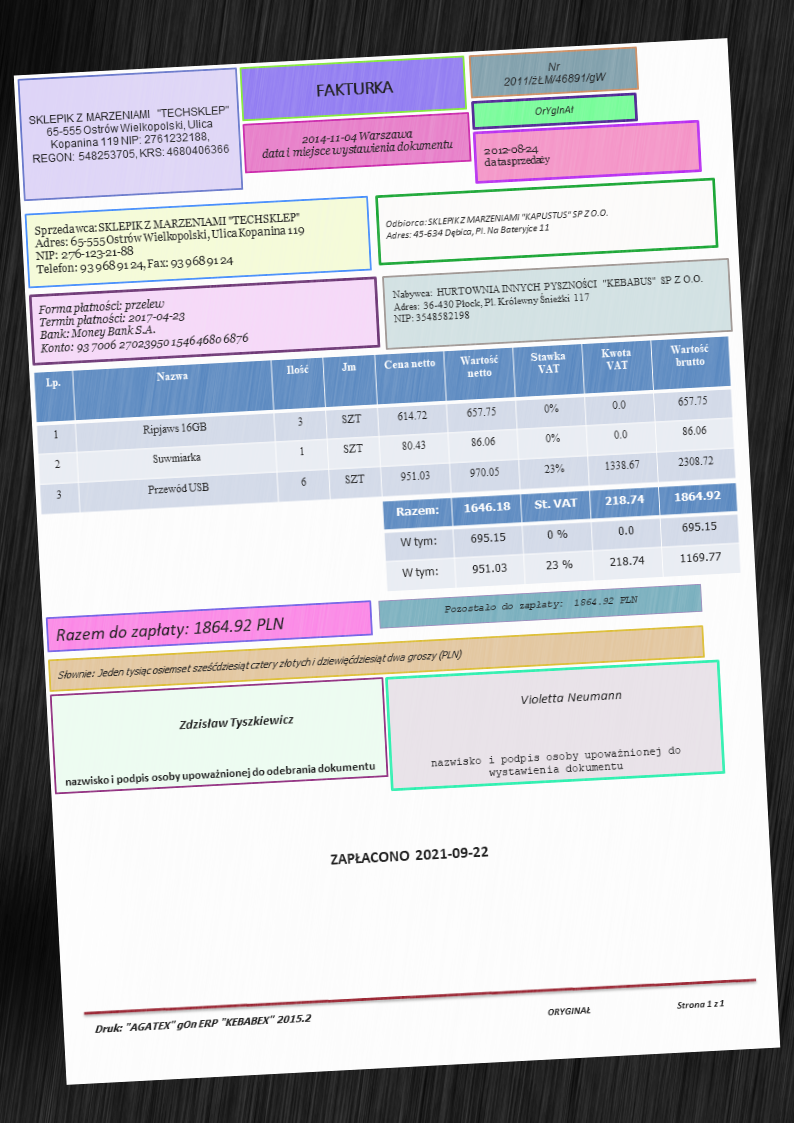 SKLEPIK Z MARZENIAMI "TECHSKLEP"
65-555 Ostrów Wielkopolski, Ulica
Kopanina 119 NIP: 2761232188,
REGON: 548253705, KRS: 4680406366
FAKTURKA
2014-11-04 Warszawa
data i miejsce wystawienia dokumentu
Nr
2011/żŁM/46891/gW
OrYgInAł
2012-08-24
data sprzedaży
Sprzedawca: SKLEPIK Z MARZENIAMI "TECHSKLEP"
Adres: 65-555 Ostrów Wielkopolski, Ulica Kopanina 119
NIP: 276-123-21-88
Telefon: 93 968 91 24, Fax: 93 968 91 24
Odbiorca: SKLEPIK Z MARZENIAMI "KAPUSTUS" SP Z O.O.
Adres: 45-634 Dębica, Pl. Na Bateryjce 11
Forma płatności: przelew
Termin płatności: 2017-04-23
Bank: Money Bank S.A.
Konto: 93 7006 2702 3950 1546 4680 6876
Nabywca: HURTOWNIA INNYCH PYSZNOŚCI "KEBABUS" SP Z O.O.
Adres: 36-430 Płock, Pl. Królewny Śnieżki 117
NIP: 3548582198
Lp. Nazwa Ilość Jm Cena netto Wartość netto Stawka VAT Kwota VAT Wartość brutto
1 Ripjaws 16GB 3 SZT 614.72 657.75 0% 0.0 657.75
2 Suwmiarka 1 SZT 80.43 86.06 0% 0.0 86.06
3 Przewód USB 6 SZT 951.03 970.05 23% 1338.67 2308.72
Razem: 1646.18 St. VAT 218.74 1864.92
W tym: 695.15 0 % 0.0 695.15
W tym: 951.03 23 % 218.74 1169.77
Razem do zapłaty: 1864.92 PLN
Pozostało do zapłaty: 1864.92 PLN
Słownie: Jeden tysiąc osiemset sześćdziesiąt cztery złotych i dziewięćdziesiąt dwa groszy (PLN)
Zdzisław Tyszkiewicz
nazwisko i podpis osoby upoważnionej do odebrania dokumentu
Violetta Neumann
nazwisko i podpis osoby upoważnionej do
wystawienia dokumentu
ZAPŁACONO 2021-09-22
Druk: "AGATEX" gOn ERP "KEBABEX" 2015.2
ORYGINAŁ
Strona 1 z 1